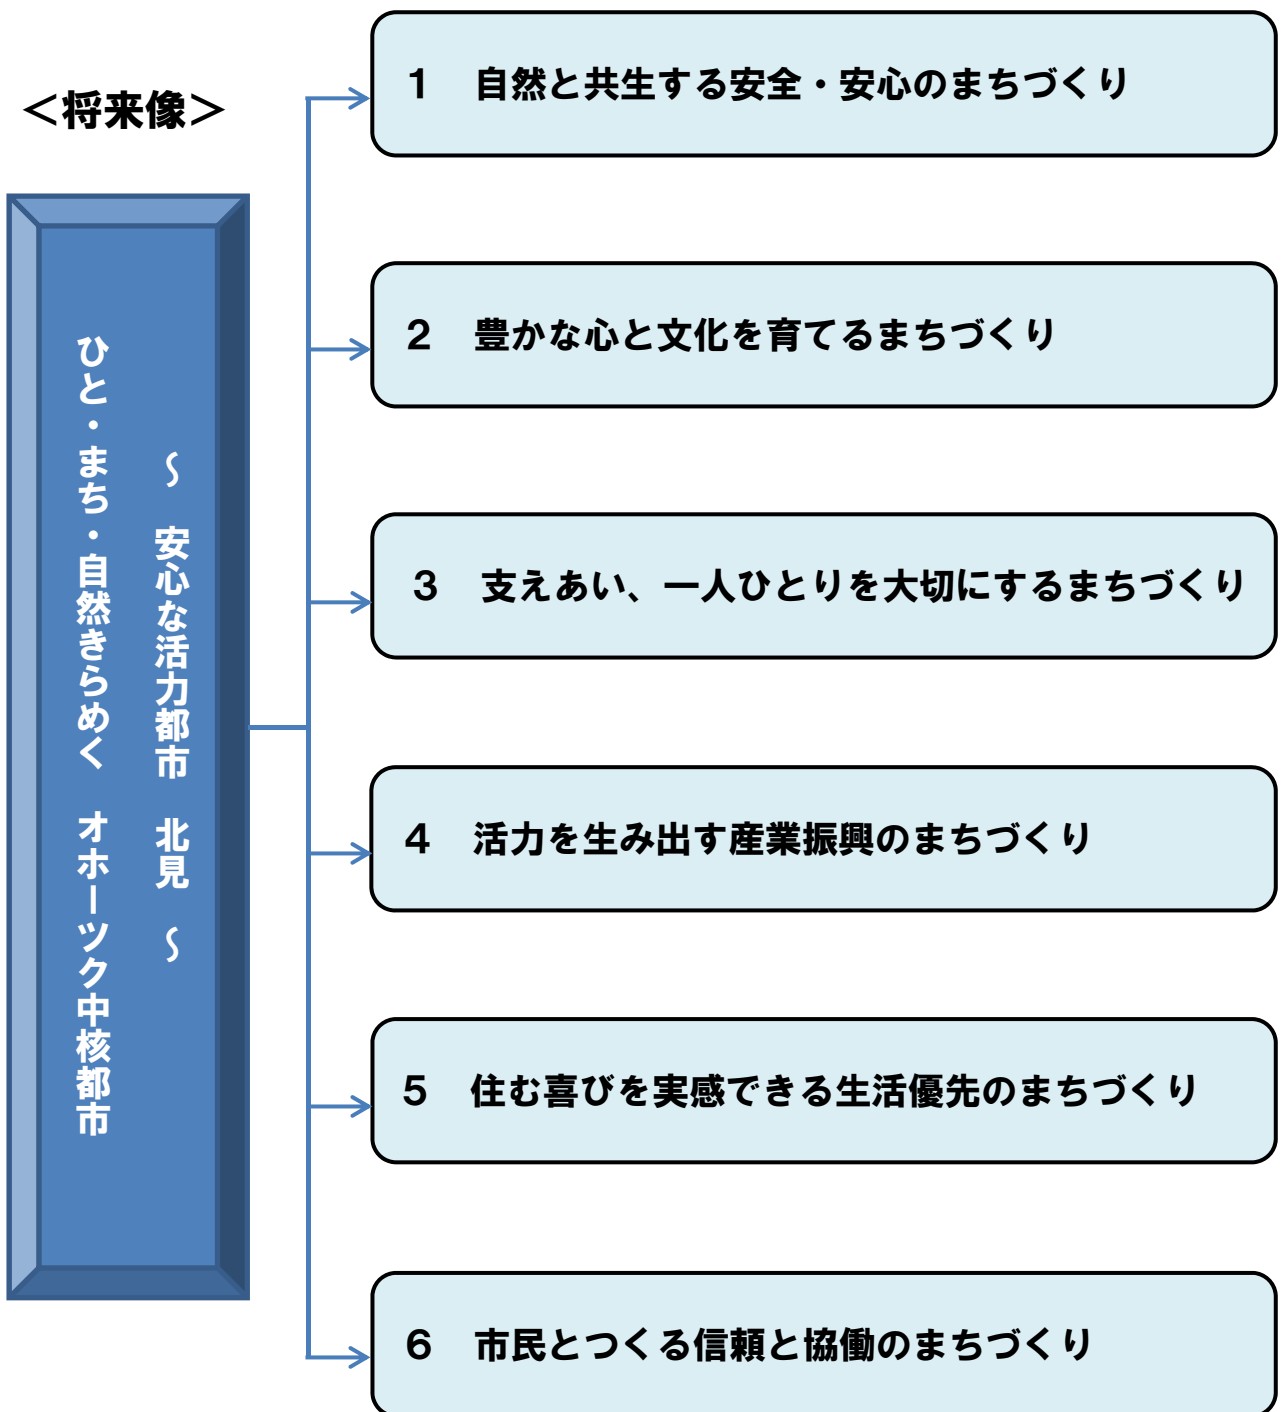 ＜将来像＞
～　安心な活力都市　北見　～
ひと・まち・自然きらめく　オホーツク中核都市
1　自然と共生する安全・安心のまちづくり
2　豊かな心と文化を育てるまちづくり
3　支えあい、一人ひとりを大切にするまちづくり
4　活力を生み出す産業振興のまちづくり
5　住む喜びを実感できる生活優先のまちづくり
6　市民とつくる信頼と協働のまちづくり